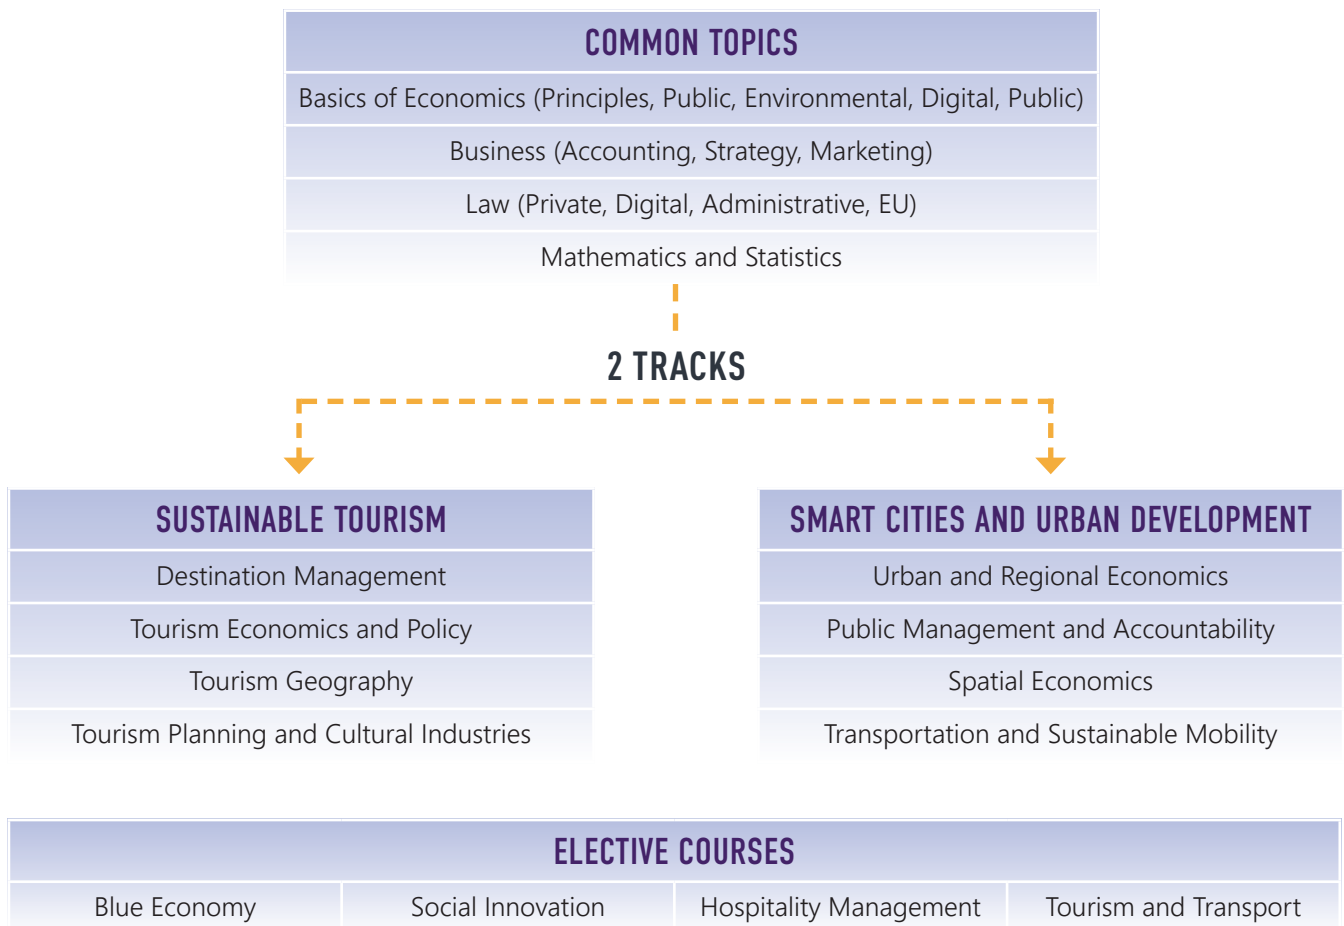 COMMON TOPICS
Basics of Economics (Principles, Public, Environmental, Digital, Public)
Business (Accounting, Strategy, Marketing)
Law (Private, Digital, Administrative, EU)
Mathematics and Statistics
2 TRACKS
SUSTAINABLE TOURISM
Destination Management
Tourism Economics and Policy
Tourism Geography
Tourism Planning and Cultural Industries
SMART CITIES AND URBAN DEVELOPMENT
Urban and Regional Economics
Public Management and Accountability
Spatial Economics
Transportation and Sustainable Mobility
ELECTIVE COURSES
Blue Economy
Social Innovation
Hospitality Management
Tourism and Transport